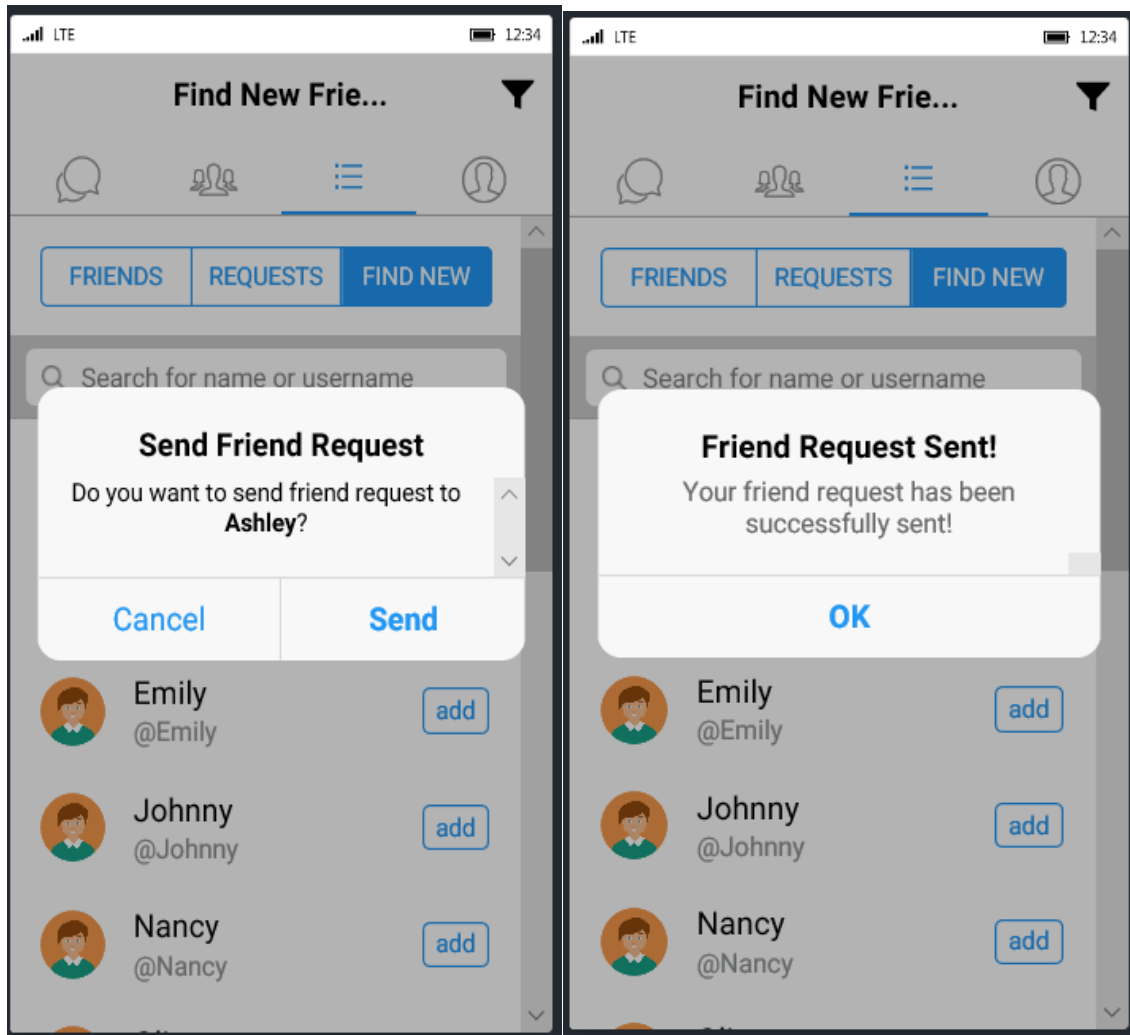 LTE 12:34
Find New Frie...
FRIENDS REQUESTS FIND NEW
Search for name or username
Send Friend Request
Do you want to send friend request to
Ashley?
Cancel Send
Emily
@Emily
add
Johnny
@Johnny
add
Nancy
@Nancy
add
LTE 12:34
Find New Frie...
FRIENDS REQUESTS FIND NEW
Search for name or username
Friend Request Sent!
Your friend request has been
successfully sent!
OK
Emily
@Emily
add
Johnny
@Johnny
add
Nancy
@Nancy
add